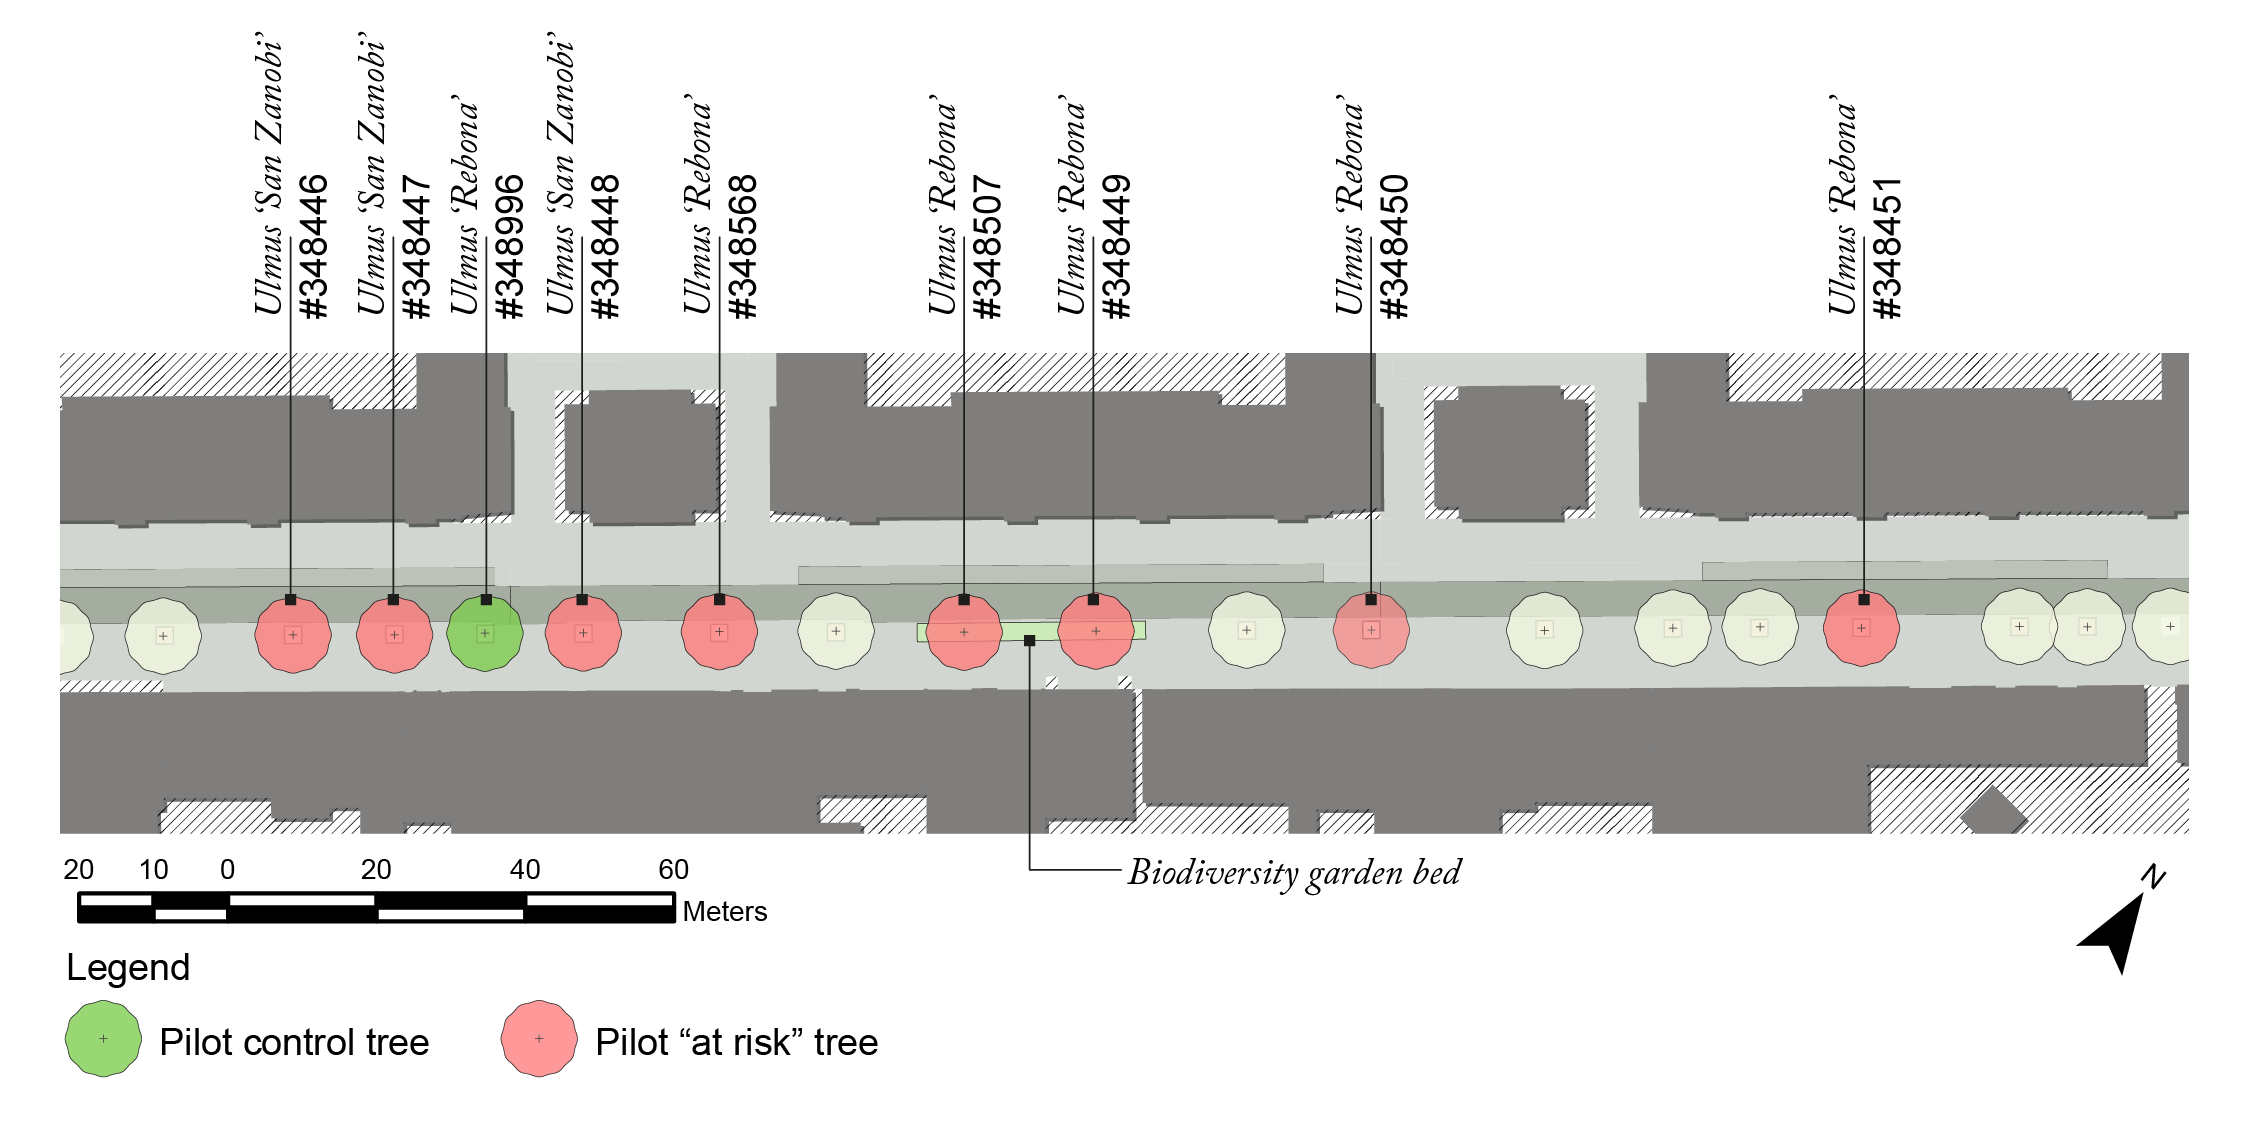 Ulmus ‘San Zanobi’
#348446
Ulmus ‘San Zanobi’
#348447
Ulmus ‘Rebona’
#348996
Ulmus ‘San Zanobi’
#348448
Ulmus ‘Rebona’
#348568
Ulmus ‘Rebona’
#348507
Ulmus ‘Rebona’
#348449
Ulmus ‘Rebona’
#348450
Ulmus ‘Rebona’
#348451
20 10 0 20 40 60
Meters
Biodiversity garden bed
N
Legend
Pilot control tree
Pilot “at risk” tree